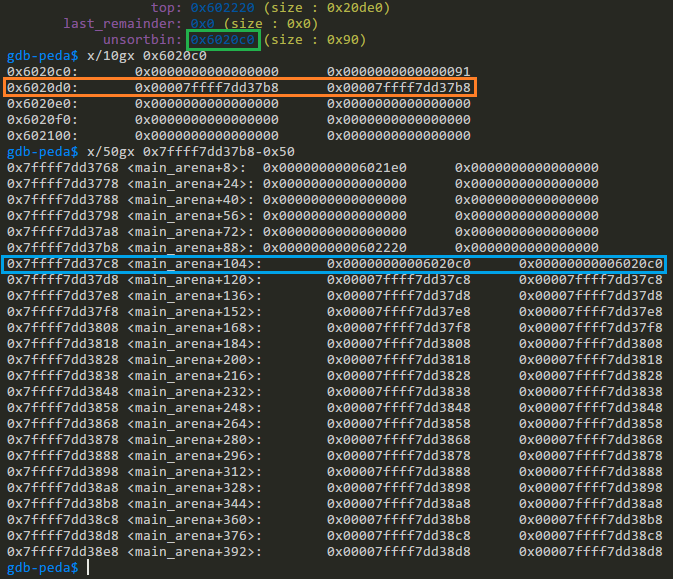 top: 0x602220 (size : 0x20de0)
last_remainder: 0x0 (size : 0x0)
unsortbin: 0x6020c0 (size : 0x90)
gdb-peda$ x/10gx 0x6020c0
0x6020c0: 0x0000000000000000 0x0000000000000091
0x6020d0: 0x00007ffff7dd37b8 0x00007ffff7dd37b8
0x6020e0: 0x0000000000000000 0x0000000000000000
0x6020f0: 0x0000000000000000 0x0000000000000000
0x602100: 0x0000000000000000 0x0000000000000000
gdb-peda$ x/50gx 0x7ffff7dd37b8-0x50
0x7ffff7dd3768 <main_arena+8>: 0x00000000006021e0 0x0000000000000000
0x7ffff7dd3778 <main_arena+24>: 0x0000000000000000 0x0000000000000000
0x7ffff7dd3788 <main_arena+40>: 0x0000000000000000 0x0000000000000000
0x7ffff7dd3798 <main_arena+56>: 0x0000000000000000 0x0000000000000000
0x7ffff7dd37a8 <main_arena+72>: 0x0000000000000000 0x0000000000000000
0x7ffff7dd37b8 <main_arena+88>: 0x0000000000602220 0x0000000000000000
0x7ffff7dd37c8 <main_arena+104>: 0x00000000006020c0 0x00000000006020c0
0x7ffff7dd37d8 <main_arena+120>: 0x00007ffff7dd37c8 0x00007ffff7dd37c8
0x7ffff7dd37e8 <main_arena+136>: 0x00007ffff7dd37d8 0x00007ffff7dd37d8
0x7ffff7dd37f8 <main_arena+152>: 0x00007ffff7dd37e8 0x00007ffff7dd37e8
0x7ffff7dd3808 <main_arena+168>: 0x00007ffff7dd37f8 0x00007ffff7dd37f8
0x7ffff7dd3818 <main_arena+184>: 0x00007ffff7dd3808 0x00007ffff7dd3808
0x7ffff7dd3828 <main_arena+200>: 0x00007ffff7dd3818 0x00007ffff7dd3818
0x7ffff7dd3838 <main_arena+216>: 0x00007ffff7dd3828 0x00007ffff7dd3828
0x7ffff7dd3848 <main_arena+232>: 0x00007ffff7dd3838 0x00007ffff7dd3838
0x7ffff7dd3858 <main_arena+248>: 0x00007ffff7dd3848 0x00007ffff7dd3848
0x7ffff7dd3868 <main_arena+264>: 0x00007ffff7dd3858 0x00007ffff7dd3858
0x7ffff7dd3878 <main_arena+280>: 0x00007ffff7dd3868 0x00007ffff7dd3868
0x7ffff7dd3888 <main_arena+296>: 0x00007ffff7dd3878 0x00007ffff7dd3878
0x7ffff7dd3898 <main_arena+312>: 0x00007ffff7dd3888 0x00007ffff7dd3888
0x7ffff7dd38a8 <main_arena+328>: 0x00007ffff7dd3898 0x00007ffff7dd3898
0x7ffff7dd38b8 <main_arena+344>: 0x00007ffff7dd38a8 0x00007ffff7dd38a8
0x7ffff7dd38c8 <main_arena+360>: 0x00007ffff7dd38b8 0x00007ffff7dd38b8
0x7ffff7dd38d8 <main_arena+376>: 0x00007ffff7dd38c8 0x00007ffff7dd38c8
0x7ffff7dd38e8 <main_arena+392>: 0x00007ffff7dd38d8 0x00007ffff7dd38d8
gdb-peda$